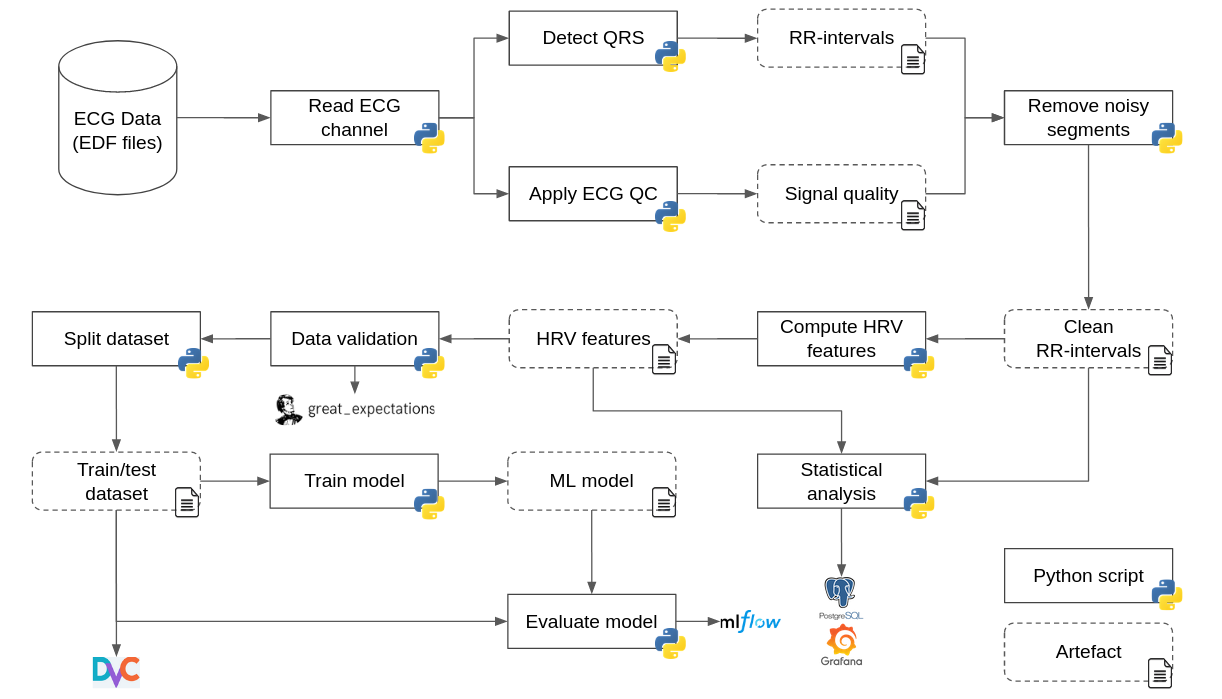 Detect QRS
RR-intervals
ECG Data
(EDF files)
Read ECG
channel
Remove noisy
segments
Apply ECG QC
Signal quality
Split dataset
Data validation
HRV features
Compute HRV
features
Clean
RR-intervals
great_expectations
Train/test
dataset
Train model
ML model
Statistical
analysis
Python script
PostgreSQL
Evaluate model
mlflow
Grafana
Artefact
DVC